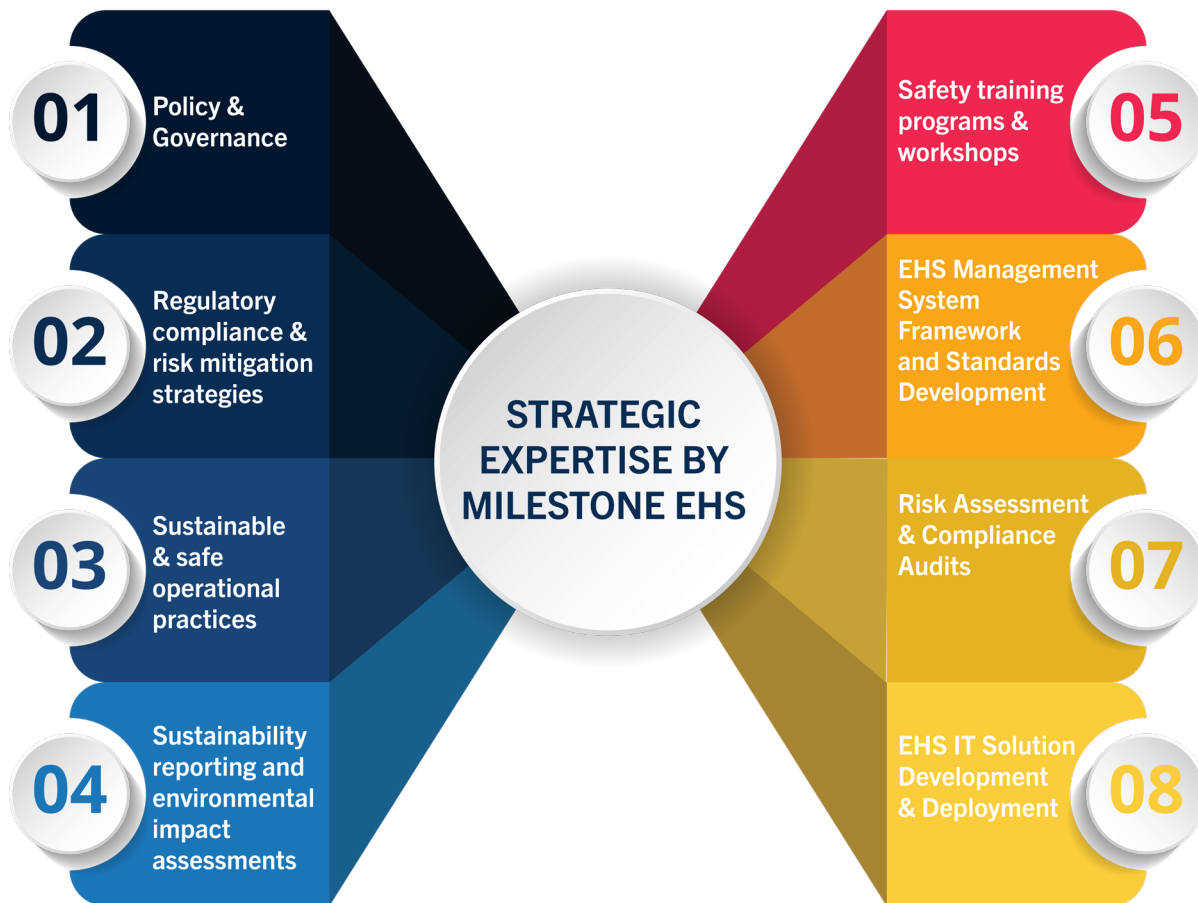 01
Policy &
Governance
02
Regulatory
compliance &
risk mitigation
strategies
03
Sustainable
& safe
operational
practices
04
Sustainability
reporting and
environmental
impact
assessments
STRATEGIC
EXPERTISE BY
MILESTONE EHS
Safety training
programs &
workshops
05
EHS Management
System
Framework
and Standards
Development
06
Risk Assessment
& Compliance
Audits
07
EHS IT Solution
Development
& Deployment
08